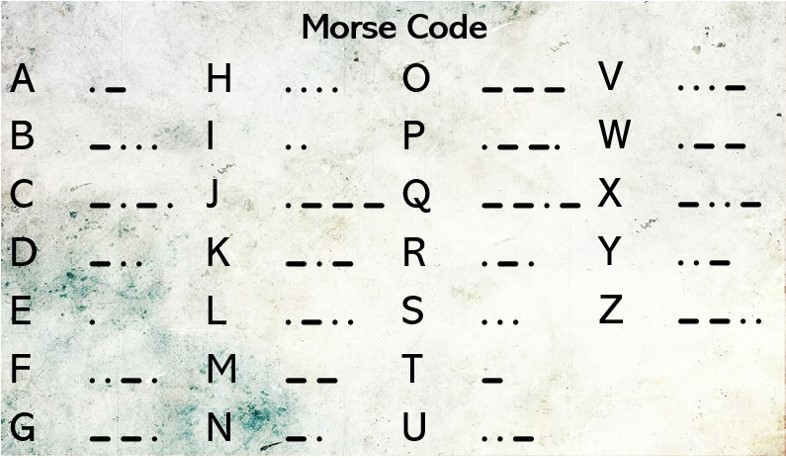 Morse Code
A . _ H . . . . O _ _ _ V . . . _
B _ . . . I . . P . _ _ . W . _ _
C _ . _ . J . _ _ _ Q _ _ . _ X _ . . _
D _ . . K _ . _ R . _ . Y . . _
E . L . _ . . S . . . Z _ _ . .
F . . _ . M _ _ T _
G _ _ . N _ . U . . _